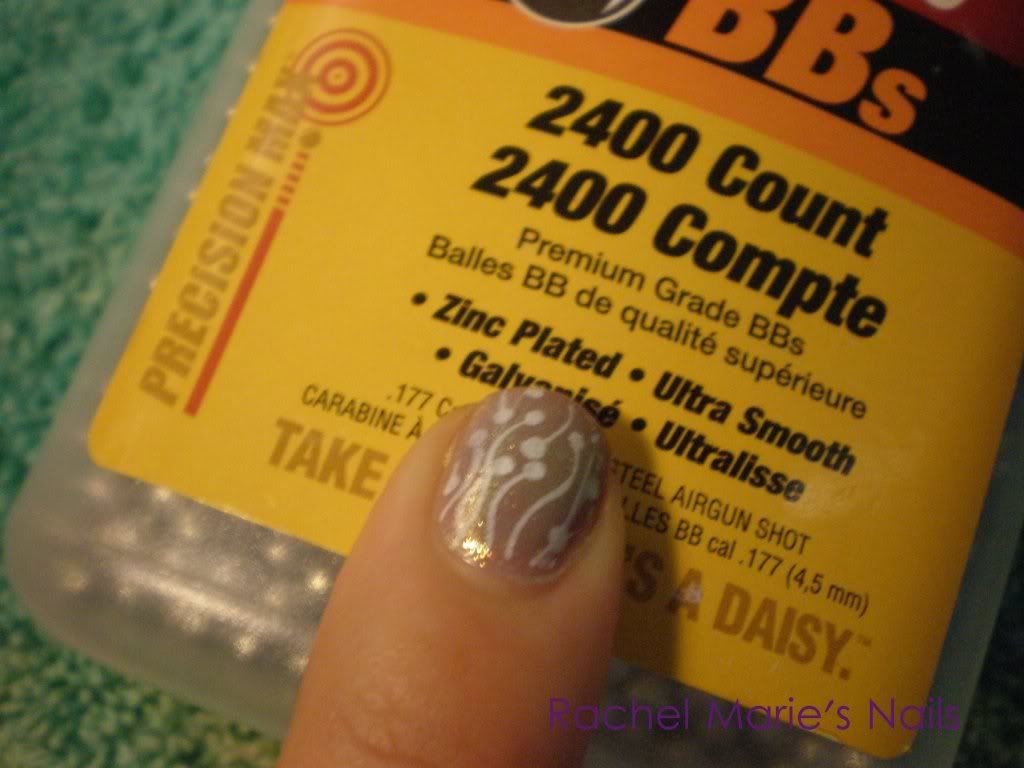 BBs
PRECISION MAX
2400 Count
2400 Compte
Premium Grade BBs
Balles BB de qualité supérieure
• Zinc Plated • Ultra Smooth
• Galvanisé • Ultralisse
.177 STEEL AIRGUN SHOT
CARABINE À LLES BB cal .177 (4,5 mm)
TAKE 'S A DAISY.™
Rachel Marie's Nails